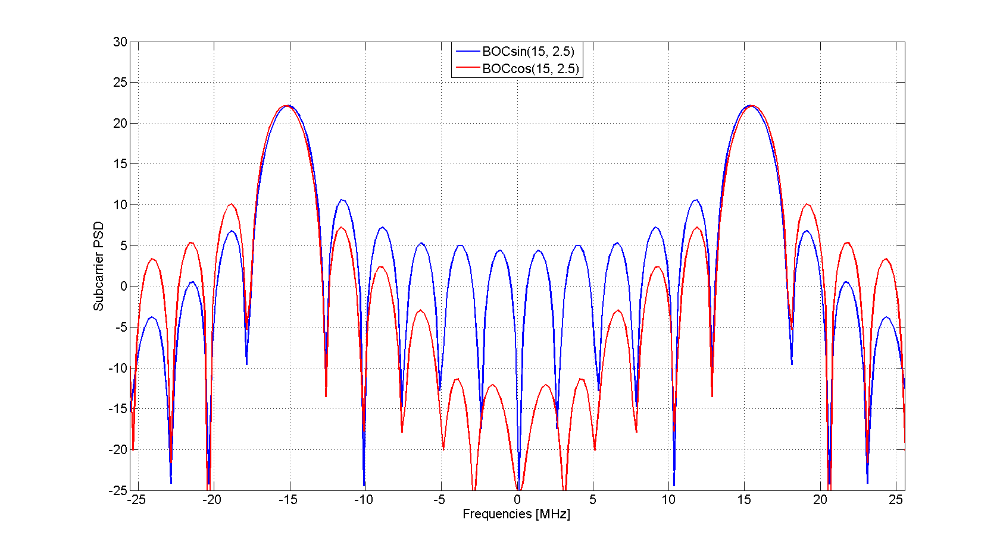 30
25
20
15
10
5
0
-5
-10
-15
-20
-25
Subcarrier PSD
BOCsin(15, 2.5)
BOCcos(15, 2.5)
-25 -20 -15 -10 -5 0 5 10 15 20 25
Frequencies [MHz]